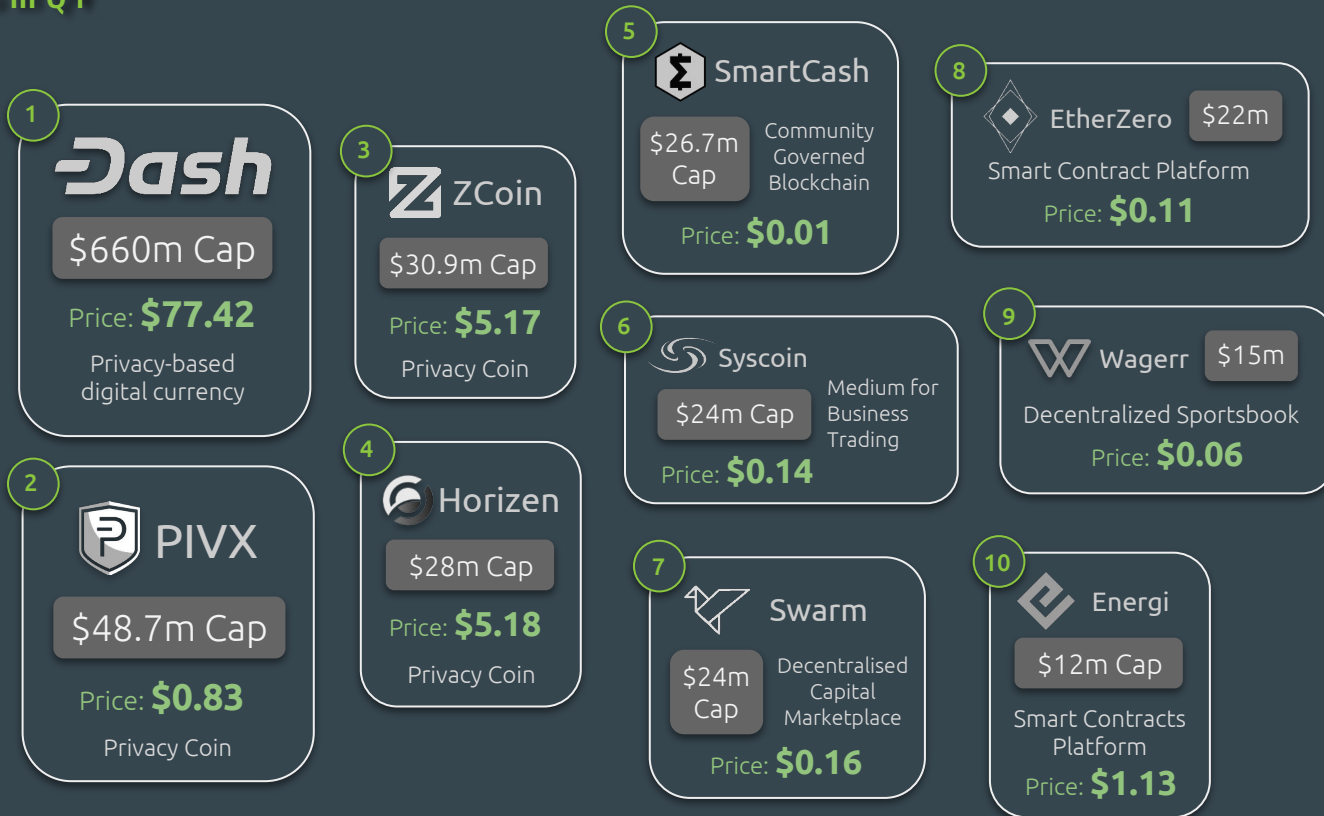 in Q1
1
Dash
$660m Cap
Price: $77.42
Privacy-based
digital currency
2
PIVX
$48.7m Cap
Price: $0.83
Privacy Coin
3
ZCoin
$30.9m Cap
Price: $5.17
Privacy Coin
4
Horizen
$28m Cap
Price: $5.18
Privacy Coin
5
SmartCash
$26.7m
Cap
Community
Governed
Blockchain
Price: $0.01
6
Syscoin
$24m Cap
Medium for
Business
Trading
Price: $0.14
7
Swarm
$24m
Cap
Decentralised
Capital
Marketplace
Price: $0.16
8
EtherZero
$22m
Smart Contract Platform
Price: $0.11
9
Wagerr
$15m
Decentralized Sportsbook
Price: $0.06
10
Energi
$12m Cap
Smart Contracts
Platform
Price: $1.13